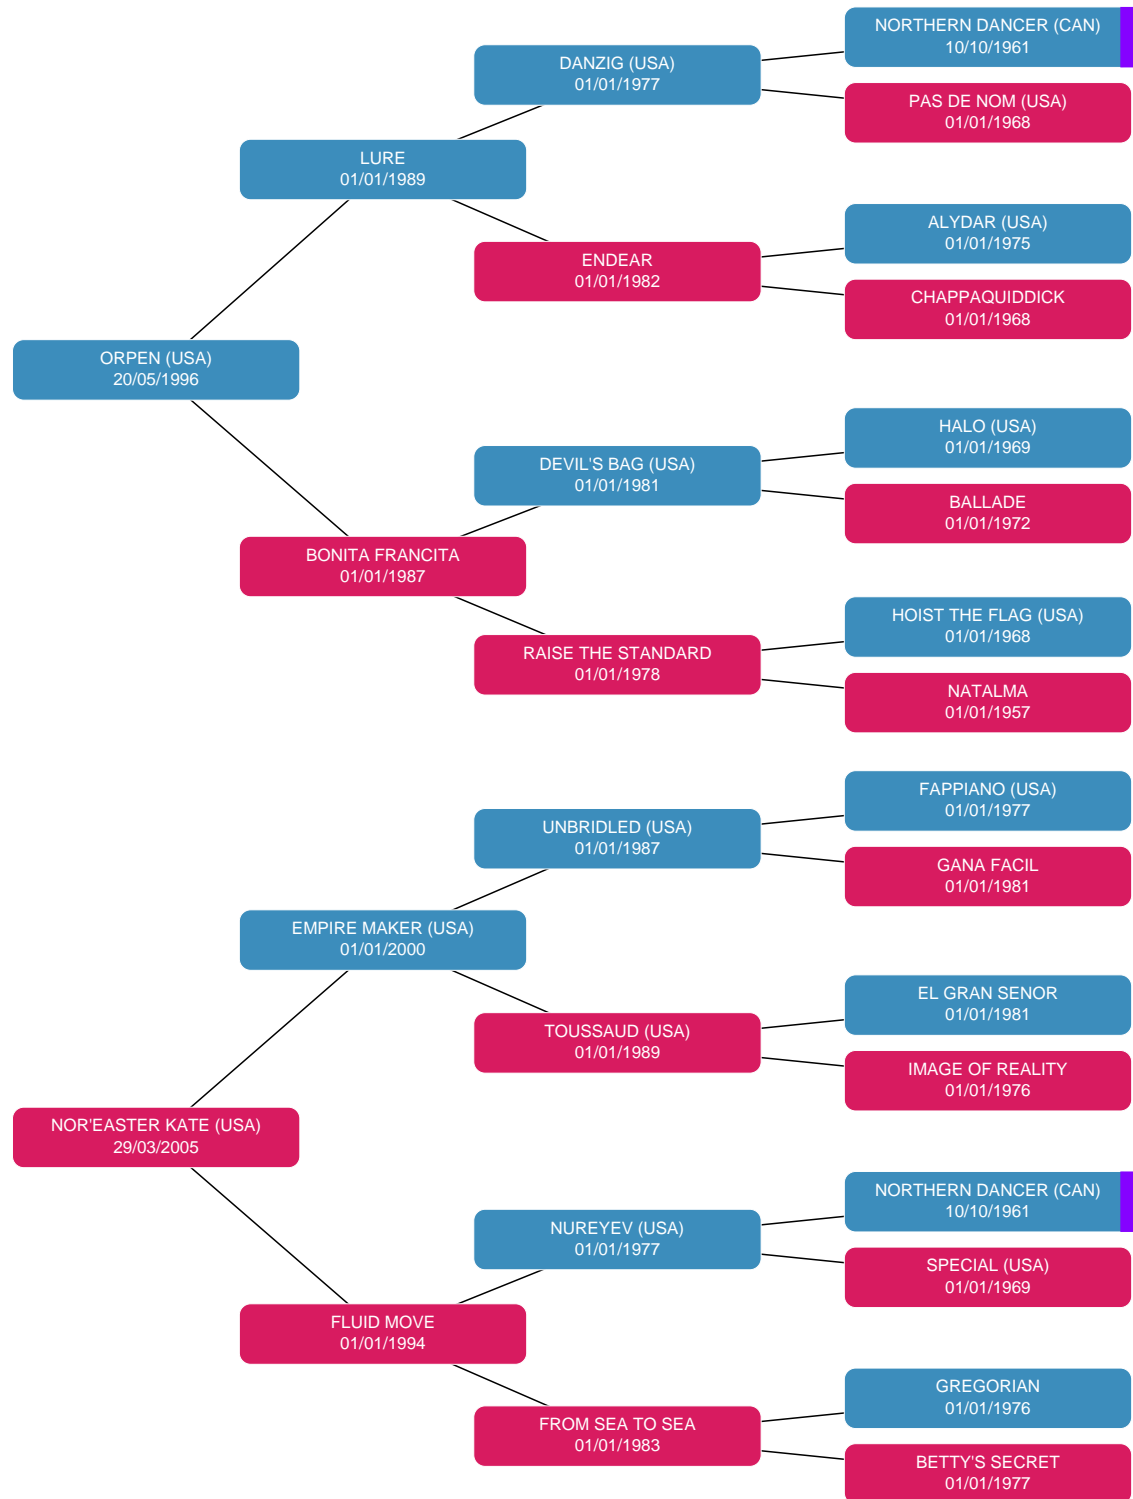 NORTHERN DANCER (CAN)
10/10/1961
DANZIG (USA)
01/01/1977
PAS DE NOM (USA)
01/01/1968
LURE
01/01/1989
ALYDAR (USA)
01/01/1975
ENDEAR
01/01/1982
CHAPPAQUIDDICK
01/01/1968
ORPEN (USA)
20/05/1996
HALO (USA)
01/01/1969
DEVIL'S BAG (USA)
01/01/1981
BALLADE
01/01/1972
BONITA FRANCITA
01/01/1987
HOIST THE FLAG (USA)
01/01/1968
RAISE THE STANDARD
01/01/1978
NATALMA
01/01/1957
FAPPIANO (USA)
01/01/1977
UNBRIDLED (USA)
01/01/1987
GANA FACIL
01/01/1981
EMPIRE MAKER (USA)
01/01/2000
EL GRAN SENOR
01/01/1981
TOUSSAUD (USA)
01/01/1989
IMAGE OF REALITY
01/01/1976
NOR'EASTER KATE (USA)
29/03/2005
NORTHERN DANCER (CAN)
10/10/1961
NUREYEV (USA)
01/01/1977
SPECIAL (USA)
01/01/1969
FLUID MOVE
01/01/1994
GREGORIAN
01/01/1976
FROM SEA TO SEA
01/01/1983
BETTY'S SECRET
01/01/1977